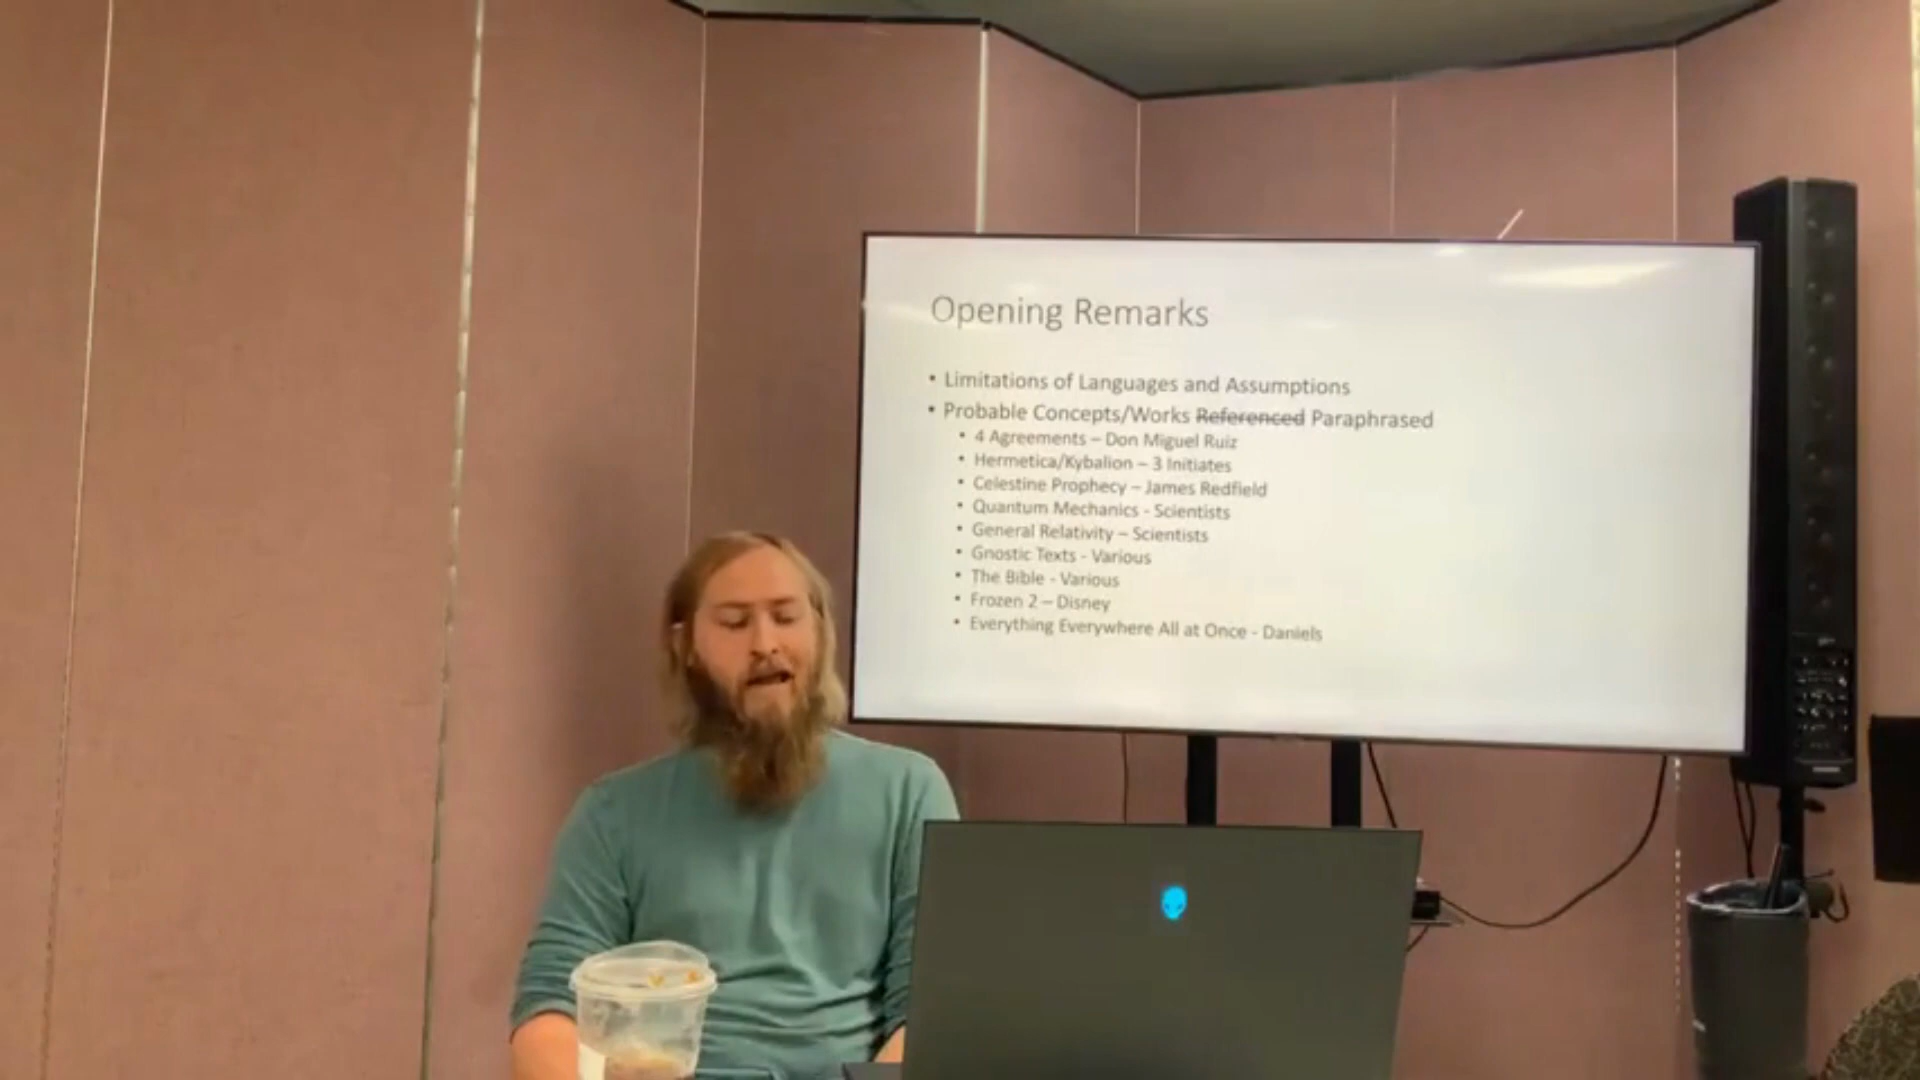 Opening Remarks
• Limitations of Languages and Assumptions
• Probable Concepts/Works Referenced Paraphrased
• 4 Agreements – Don Miguel Ruiz
• Hermetica/Kybalion – 3 Initiates
• Celestine Prophecy – James Redfield
• Quantum Mechanics - Scientists
• General Relativity – Scientists
• Gnostic Texts - Various
• The Bible - Various
• Frozen 2 – Disney
• Everything Everywhere All at Once - Daniels